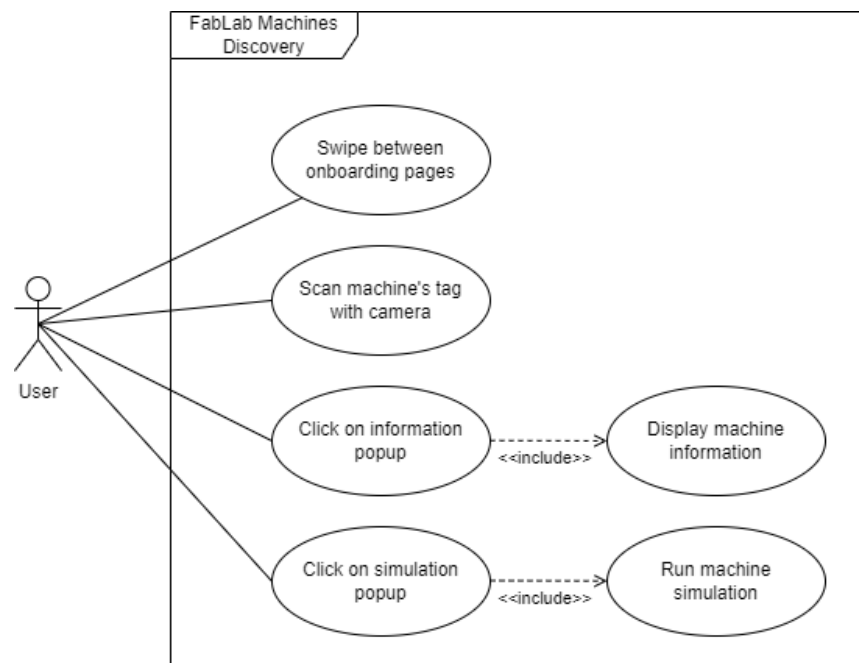 FabLab Machines
Discovery
Swipe between
onboarding pages
Scan machine's tag
with camera
User
Click on information
popup
<<include>>
Display machine
information
Click on simulation
popup
<<include>>
Run machine
simulation